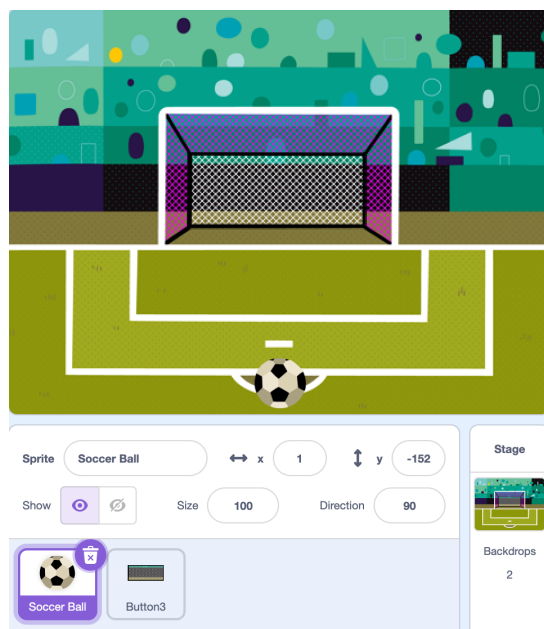 Sprite Soccer Ball x 1 y -152
Show Size 100 Direction 90
Soccer Ball
Button3
Stage
Backdrops
2